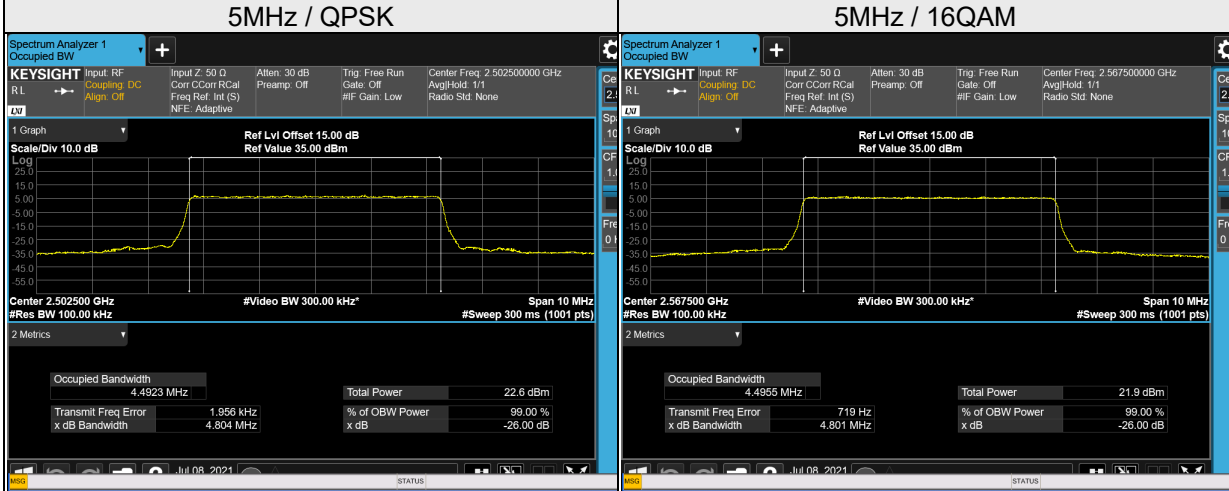 5MHz / QPSK
Spectrum Analyzer 1
Occupied BW
KEYSIGHT
R L
LXI
Input: RF
Coupling: DC
Align: Off
Input Z: 50 Ω
Corr CCorr RCal
Freq Ref: Int (S)
NFE: Adaptive
Atten: 30 dB
Preamp: Off
Trig: Free Run
Gate: Off
#IF Gain: Low
Center Freq: 2.502500000 GHz
Avg|Hold: 1/1
Radio Std: None
1 Graph
Scale/Div 10.0 dB
Ref Lvl Offset 15.00 dB
Ref Value 35.00 dBm
Log
25.0
15.0
5.00
-5.00
-15.0
-25.0
-35.0
-45.0
-55.0
Center 2.502500 GHz
#Video BW 300.00 kHz*
Span 10 MHz
#Res BW 100.00 kHz
#Sweep 300 ms (1001 pts)
2 Metrics
Occupied Bandwidth
4.4923 MHz
Total Power 22.6 dBm
Transmit Freq Error 1.956 kHz
% of OBW Power 99.00 %
x dB Bandwidth 4.804 MHz
x dB -26.00 dB
Jul 08, 2021
MSG
STATUS
5MHz / 16QAM
Spectrum Analyzer 1
Occupied BW
KEYSIGHT
R L
LXI
Input: RF
Coupling: DC
Align: Off
Input Z: 50 Ω
Corr CCorr RCal
Freq Ref: Int (S)
NFE: Adaptive
Atten: 30 dB
Preamp: Off
Trig: Free Run
Gate: Off
#IF Gain: Low
Center Freq: 2.567500000 GHz
Avg|Hold: 1/1
Radio Std: None
1 Graph
Scale/Div 10.0 dB
Ref Lvl Offset 15.00 dB
Ref Value 35.00 dBm
Log
25.0
15.0
5.00
-5.00
-15.0
-25.0
-35.0
-45.0
-55.0
Center 2.567500 GHz
#Video BW 300.00 kHz*
Span 10 MHz
#Res BW 100.00 kHz
#Sweep 300 ms (1001 pts)
2 Metrics
Occupied Bandwidth
4.4955 MHz
Total Power 21.9 dBm
Transmit Freq Error 719 Hz
% of OBW Power 99.00 %
x dB Bandwidth 4.801 MHz
x dB -26.00 dB
Jul 08, 2021
MSG
STATUS